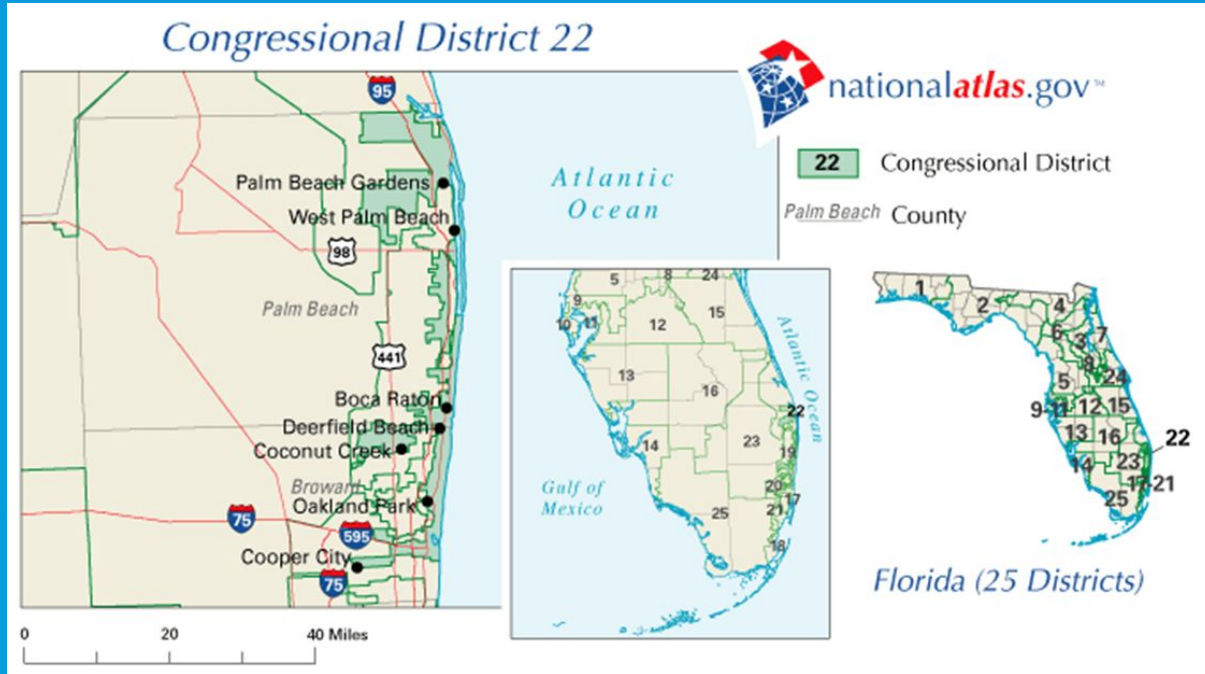 Congressional District 22
nationalatlas.gov™
22 Congressional District
Palm Beach County
95
Palm Beach Gardens
West Palm Beach
98
Palm Beach
441
Boca Raton
Deerfield Beach
Coconut Creek
Broward
Oakland Park
75
595
Cooper City
75
0 20 40 Miles
Atlantic
Ocean
5 8 24
9
10 11 12 15
13 16
22
14 23 19
20
17
25 21
18
Gulf of
Mexico
Atlantic Ocean
1 2 4
6 3 7
8
5 24
9-11 12 15
13 16
22
14 23
17-21
25
Florida (25 Districts)